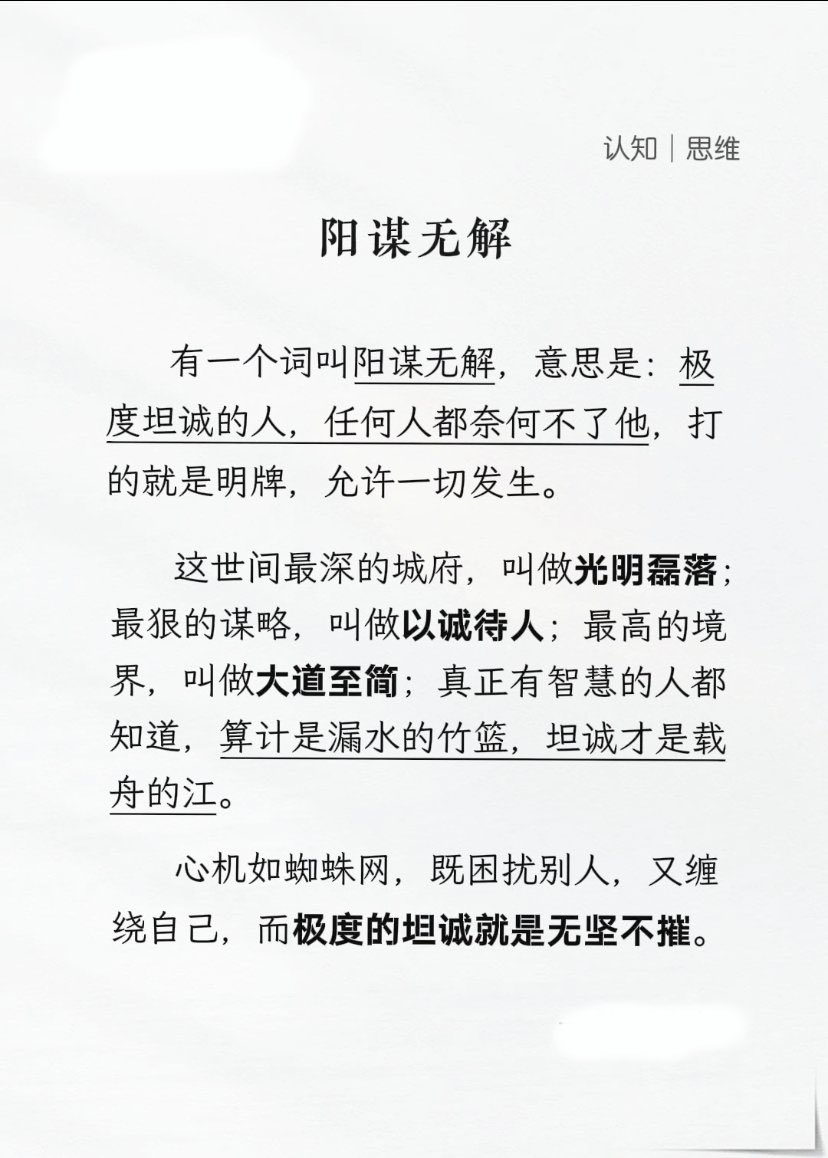 认知｜思维
阳谋无解
有一个词叫阳谋无解，意思是：极
度坦诚的人，任何人都奈何不了他，打
的就是明牌，允许一切发生。
这世间最深的城府，叫做光明磊落；
最狠的谋略，叫做以诚待人；最高的境
界，叫做大道至简；真正有智慧的人都
知道，算计是漏水的竹篮，坦诚才是载
舟的江。
心机如蜘蛛网，既困扰别人，又缠
绕自己，而极度的坦诚就是无坚不摧。